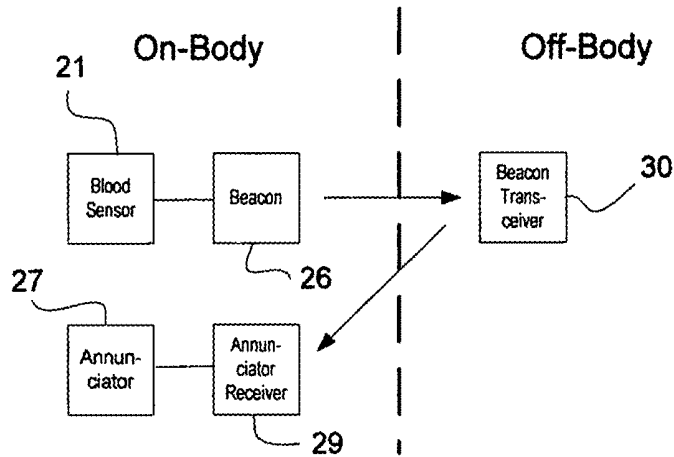 On-Body
Off-Body
21
Blood
Sensor
Beacon
26
Beacon
Trans-
ceiver
30
27
Annun-
ciator
Annun-
ciator
Receiver
29